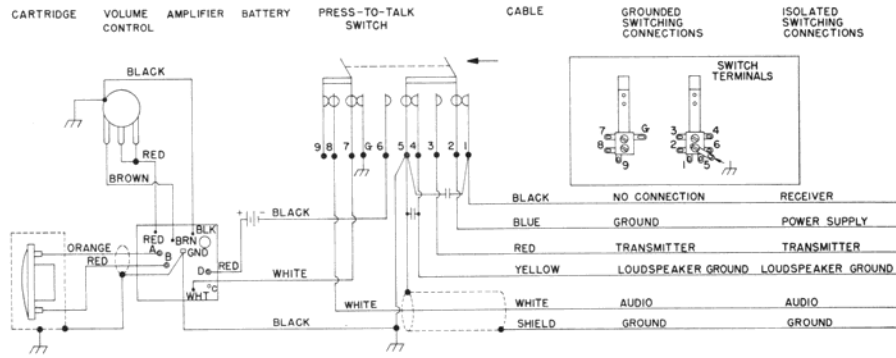 CARTRIDGE VOLUME CONTROL AMPLIFIER BATTERY PRESS-TO-TALK SWITCH CABLE GROUNDED SWITCHING CONNECTIONS ISOLATED SWITCHING CONNECTIONS
BLACK
SWITCH TERMINALS
7 G 3 4
8 2 6
9 1 5
9 8 7 G 6 5 4 3 2 1
RED
BROWN
BLACK NO CONNECTION RECEIVER
+ - BLACK
BLUE GROUND POWER SUPPLY
RED BRN BLK
ORANGE A GND
RED B D RED
RED TRANSMITTER TRANSMITTER
YELLOW LOUDSPEAKER GROUND LOUDSPEAKER GROUND
WHITE
WHT C
WHITE WHITE AUDIO AUDIO
BLACK SHIELD GROUND GROUND